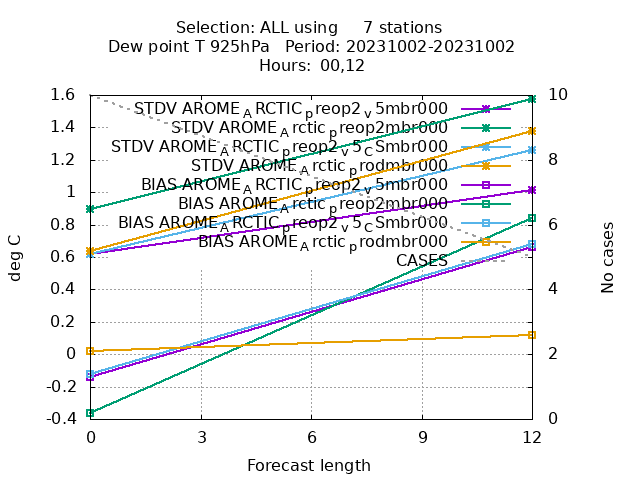 Selection: ALL using     7 stations
Dew point T 925hPa   Period: 20231002-20231002
Hours:  00,12
STDV AROME_ARCTIC_preop2_v5mbr000
STDV AROME_Arctic_preop2mbr000
STDV AROME_ARCTIC_preop2_v5_CSmbr000
STDV AROME_Arctic_prodmbr000
BIAS AROME_ARCTIC_preop2_v5mbr000
BIAS AROME_Arctic_preop2mbr000
BIAS AROME_ARCTIC_preop2_v5_CSmbr000
BIAS AROME_Arctic_prodmbr000
CASES
1.6
1.4
1.2
1
0.8
0.6
0.4
0.2
0
-0.2
-0.4
deg C
10
8
6
4
2
0
No cases
0 3 6 9 12
Forecast length